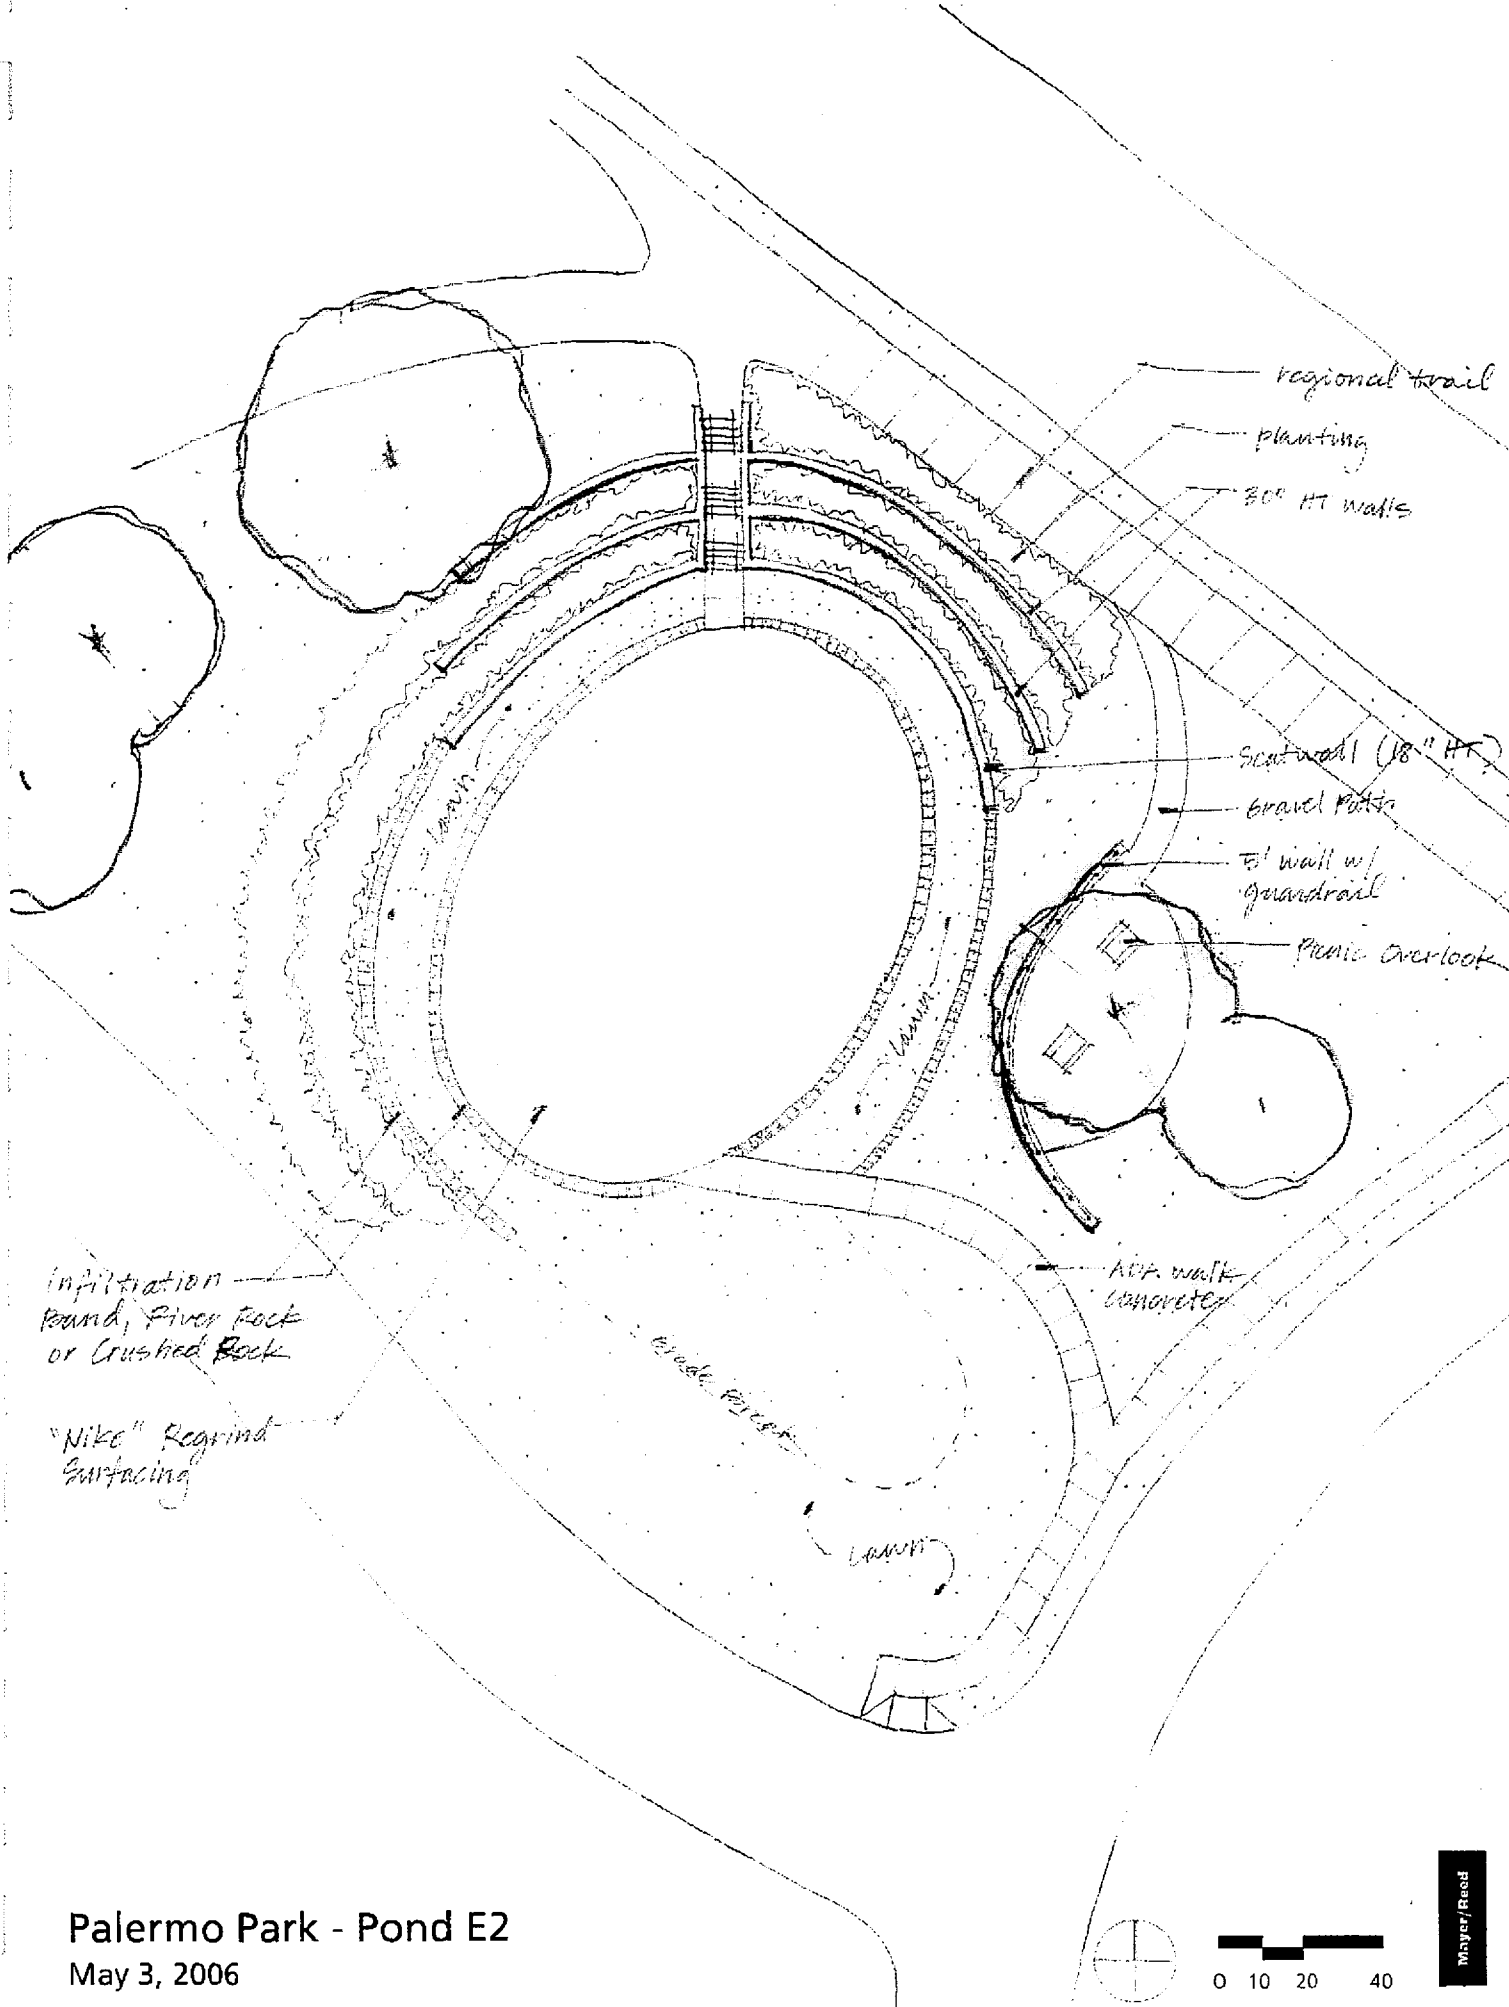 regional trail
planting
30" HT walls
Seatwall (18" HT)
Gravel Path
5' wall w/
guardrail
Picnic Overlook
Lawn
Lawn
Infiltration
Band, River Rock
or Crushed Rock
ADA walk
concrete
"Nike" Regrind
Surfacing
Grade
Lawn
Palermo Park - Pond E2
May 3, 2006
0 10 20 40
Mayer/Reed